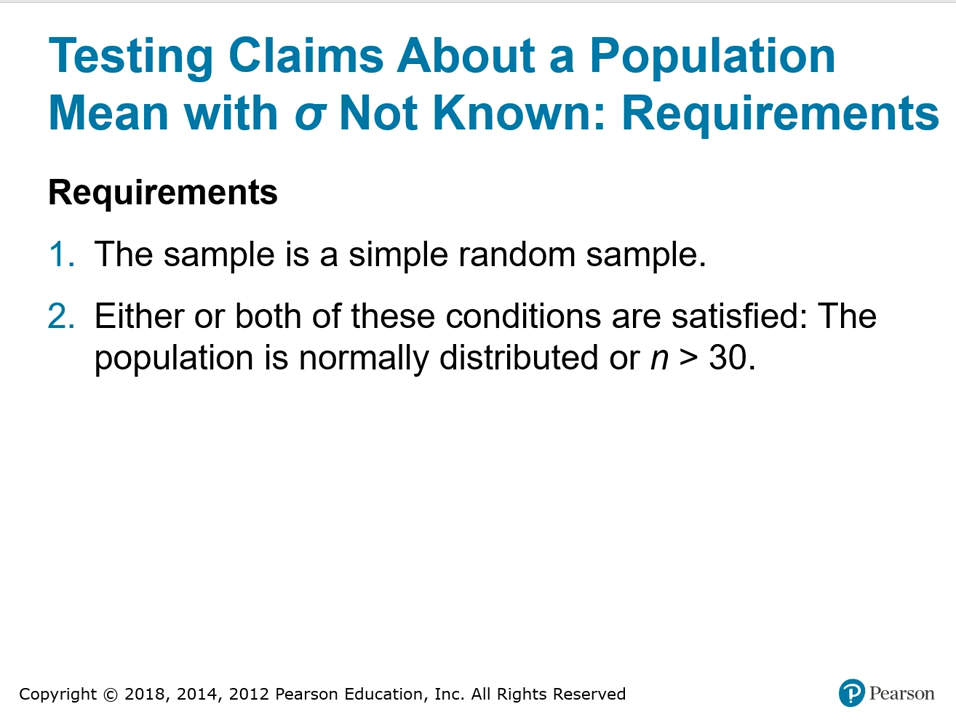 Testing Claims About a Population
Mean with σ Not Known: Requirements
Requirements
1. The sample is a simple random sample.
2. Either or both of these conditions are satisfied: The
population is normally distributed or n > 30.
Copyright © 2018, 2014, 2012 Pearson Education, Inc. All Rights Reserved
P Pearson